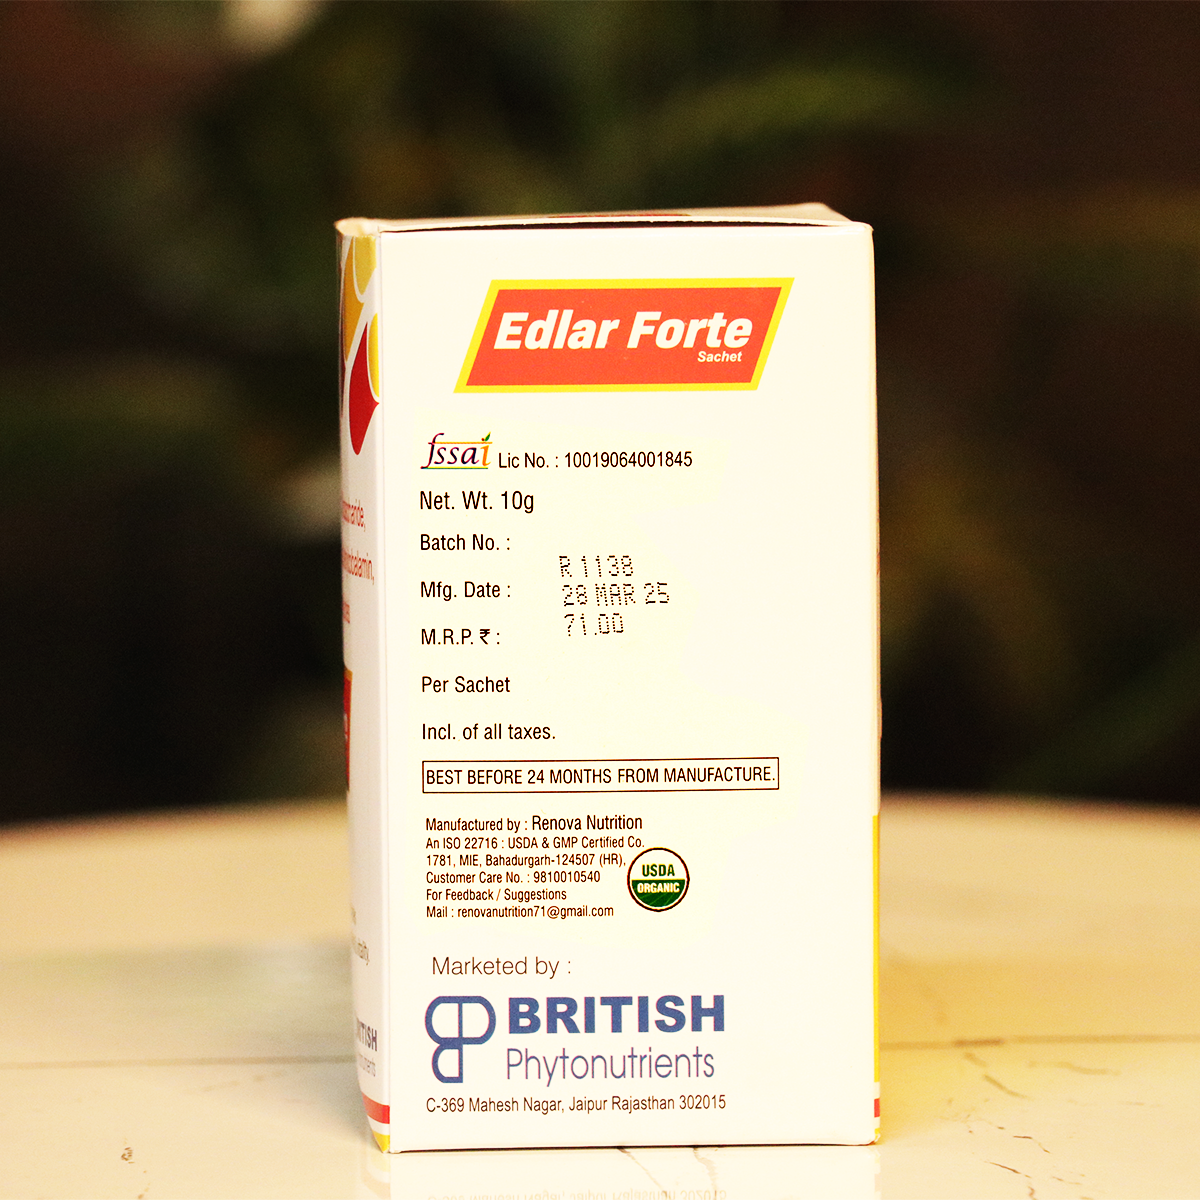 Edlar Forte
Sachet
fssai Lic No. : 10019064001845
Net. Wt. 10g
Batch No. :
R 1138
Mfg. Date :
28 MAR 25
M.R.P. ₹ :
71.00
Per Sachet
Incl. of all taxes.
BEST BEFORE 24 MONTHS FROM MANUFACTURE.
Manufactured by : Renova Nutrition
An ISO 22716 : USDA & GMP Certified Co.
1781, MIE, Bahadurgarh-124507 (HR),
Customer Care No. : 9810010540
For Feedback / Suggestions
Mail : renovanutrition71@gmail.com
USDA
ORGANIC
Marketed by :
BRITISH
Phytonutrients
C-369 Mahesh Nagar, Jaipur Rajasthan 302015